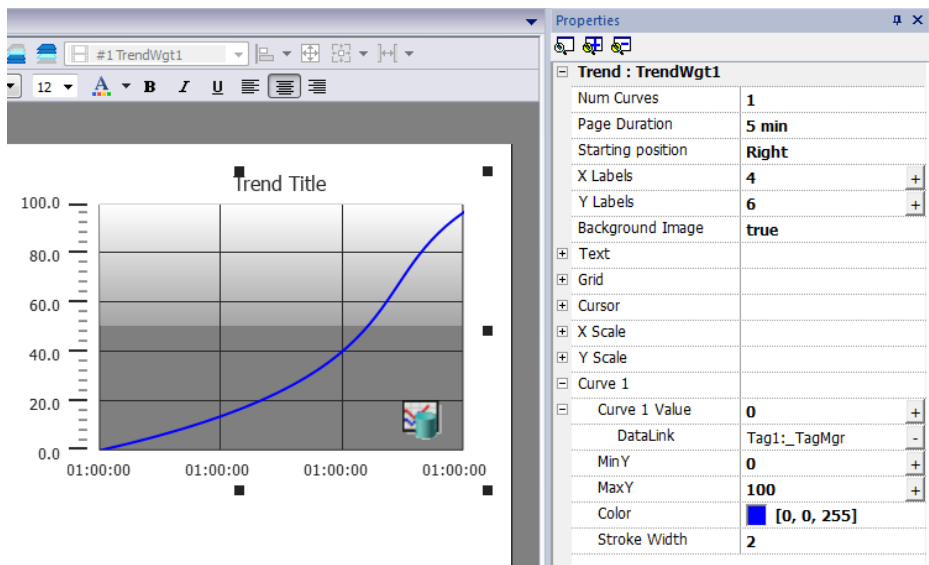 Properties
#1 TrendWgt1
12 A B I U
Trend : TrendWgt1
Num Curves 1
Page Duration 5 min
Starting position Right
X Labels 4 +
Y Labels 6 +
Background Image true
Text
Grid
Cursor
X Scale
Y Scale
Curve 1
Curve 1 Value 0 +
DataLink Tag1:_TagMgr -
MinY 0 +
MaxY 100 +
Color [0, 0, 255]
Stroke Width 2
Trend Title
100.0
80.0
60.0
40.0
20.0
0.0
01:00:00 01:00:00 01:00:00 01:00:00